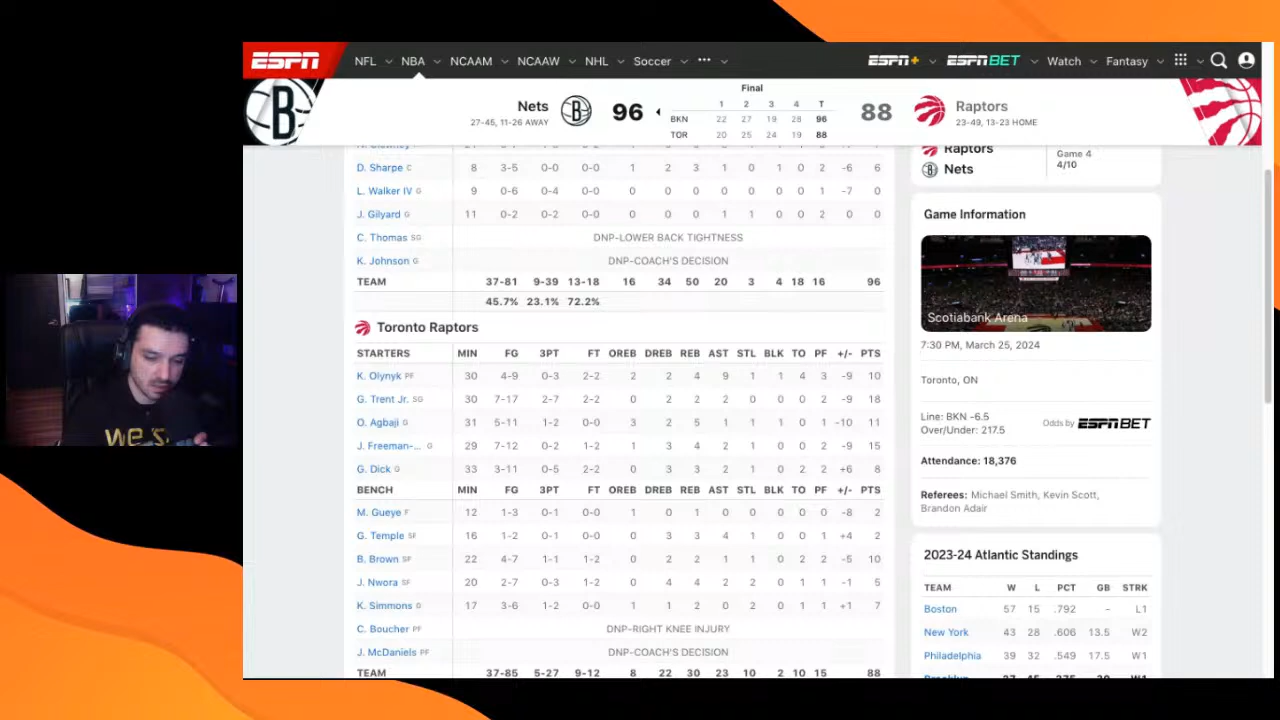 ESPN NFL NBA NCAAM NCAAW NHL Soccer ••• ESPN+ ESPN BET Watch Fantasy
Final
B Nets 27-45, 11-26 AWAY B 96
1 2 3 4 T
BKN 22 27 19 28 96
TOR 20 25 24 19 88
88 Raptors 23-49, 13-23 HOME
D. Sharpe C 8 3-5 0-0 0-0 1 2 3 1 0 1 0 2 -6 6
L. Walker IV G 9 0-6 0-4 0-0 0 0 0 0 0 0 0 1 -7 0
J. Gilyard G 11 0-2 0-2 0-0 0 0 0 1 1 0 0 2 0 0
C. Thomas SG DNP-LOWER BACK TIGHTNESS
K. Johnson G DNP-COACH'S DECISION
TEAM 37-81 9-39 13-18 16 34 50 20 3 4 18 16 96
45.7% 23.1% 72.2%
Toronto Raptors
STARTERS MIN FG 3PT FT OREB DREB REB AST STL BLK TO PF +/- PTS
K. Olynyk PF 30 4-9 0-3 2-2 2 2 4 9 1 1 4 3 -9 10
G. Trent Jr. SG 30 7-17 2-7 2-2 0 2 2 2 1 0 0 2 -9 18
O. Agbaji G 31 5-11 1-2 0-0 3 2 5 1 1 1 0 1 -10 11
J. Freeman-... G 29 7-12 0-2 1-2 1 3 4 2 1 0 0 2 -9 15
G. Dick G 33 3-11 0-5 2-2 0 3 3 2 1 0 2 2 +6 8
BENCH MIN FG 3PT FT OREB DREB REB AST STL BLK TO PF +/- PTS
M. Gueye F 12 1-3 0-1 0-0 1 0 1 0 0 0 0 0 -8 2
G. Temple SF 16 1-2 0-1 0-0 0 3 3 4 1 0 0 1 +4 2
B. Brown SF 22 4-7 1-1 1-2 0 2 2 1 1 0 2 2 -5 10
J. Nwora SF 20 2-7 0-3 1-2 0 4 4 2 2 0 1 1 -1 5
K. Simmons G 17 3-6 1-2 0-0 1 1 2 0 2 0 1 1 +1 7
C. Boucher PF DNP-RIGHT KNEE INJURY
J. McDaniels PF DNP-COACH'S DECISION
TEAM 37-85 5-27 9-12 8 22 30 23 10 2 10 15 88
Raptors
Nets
Game 4
4/10
Game Information
Scotiabank Arena
7:30 PM, March 25, 2024
Toronto, ON
Line: BKN -6.5
Over/Under: 217.5
Odds by ESPN BET
Attendance: 18,376
Referees: Michael Smith, Kevin Scott,
Brandon Adair
2023-24 Atlantic Standings
TEAM W L PCT GB STRK
Boston 57 15 .792 - L1
New York 43 28 .606 13.5 W2
Philadelphia 39 32 .549 17.5 W1